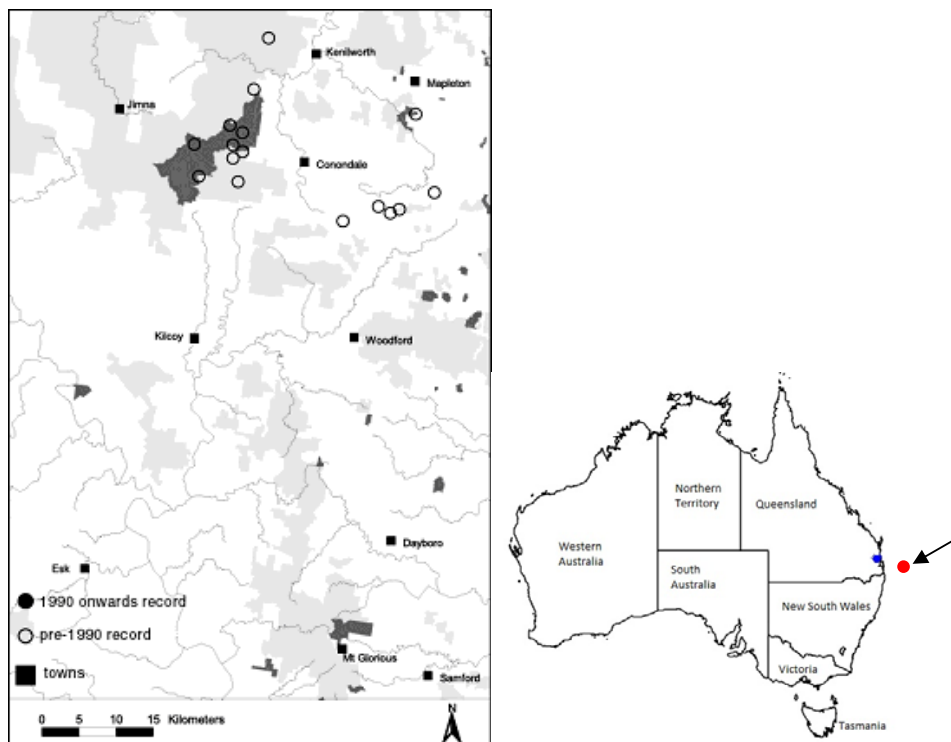 Kenilworth
Mapleton
Jimna
Conondale
Kilcoy
Woodford
Dayboro
Esk
1990 onwards record
pre-1990 record
Mt Glorious
towns
Samford
N
0 5 10 15 Kilometers
Northern
Territory
Queensland
Western
Australia
South
Australia
New South Wales
Victoria
Tasmania